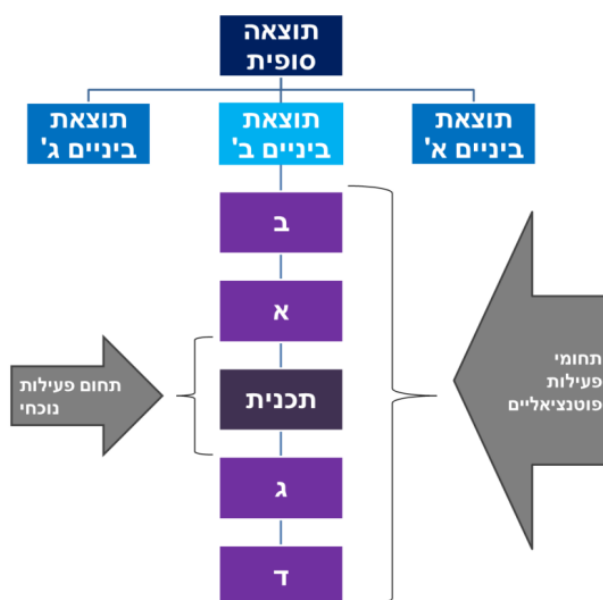 תוצאה
סופית
תוצאת
ביניים א'
תוצאת
ביניים ב'
תוצאת
ביניים ג'
ב
א
תכנית
ג
ד
תחומי
פעילות
פוטנציאליים
תחום פעילות
נוכחי